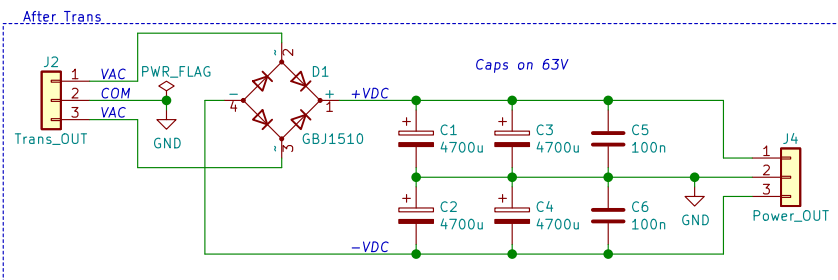 After Trans
J2
1 VAC
2 COM
3 VAC
Trans_OUT
PWR_FLAG
GND
~ 2
D1
− 4
+ 1
~ 3
GBJ1510
+VDC
-VDC
Caps on 63V
+ C1
4700u
+ C3
4700u
C5
100n
+ C2
4700u
+ C4
4700u
C6
100n
GND
J4
1
2
3
Power_OUT